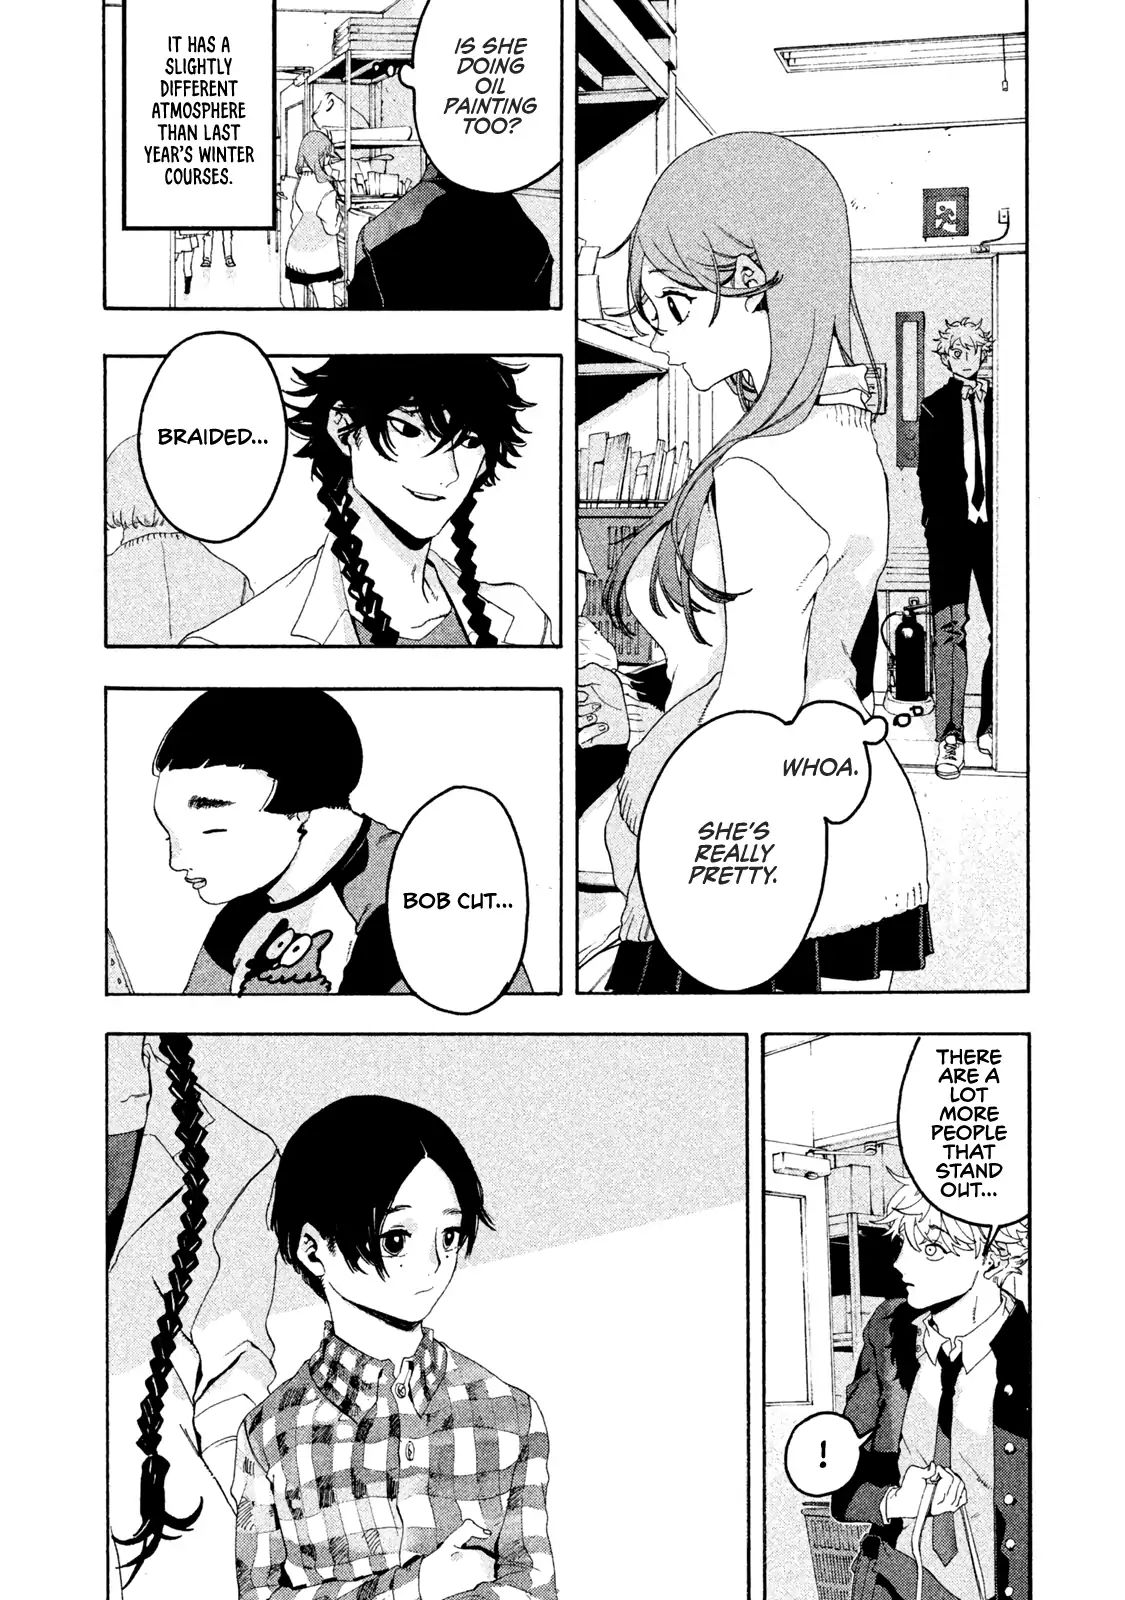 WHOA.
SHE'S
REALLY
PRETTY.
IS SHE
DOING
OIL
PAINTING
TOO?
IT HAS A
SLIGHTLY
DIFFERENT
ATMOSPHERE
THAN LAST
YEAR'S WINTER
COURSES.
BRAIDED...
BOB CUT...
THERE
ARE A
LOT
MORE
PEOPLE
THAT
STAND
OUT...
!